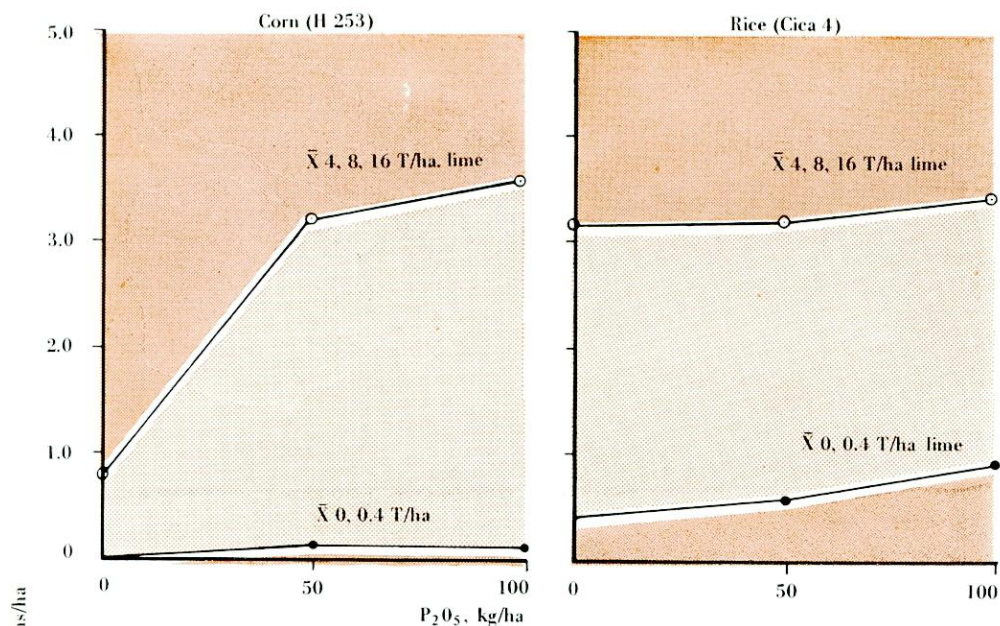 Corn (H 253)
5.0
4.0
3.0
2.0
1.0
0
X̄ 4, 8, 16 T/ha. lime
X̄ 0, 0.4 T/ha
0
50
100
P₂O₅, kg/ha
Rice (Cica 4)
X̄ 4, 8, 16 T/ha lime
X̄ 0, 0.4 T/ha lime
0
50
100